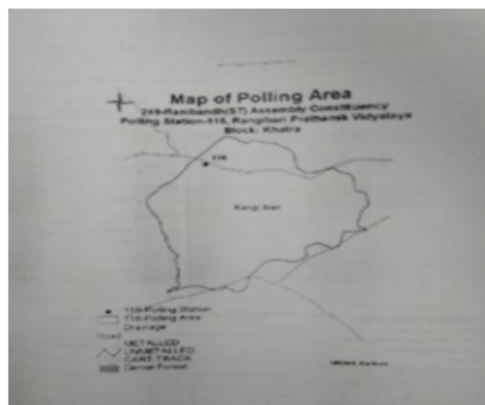 Map of Polling Area
249-Ranibandh(ST) Assembly Constituency
Polling Station-116, Rangibari Prathamik Vidyalaya
Block: Khatra
116
Rangi Bari
116-Polling Station
116-Polling Area
Drainage
Road
METALLED
UNMETALLED
CART-TRACK
Dense Forest